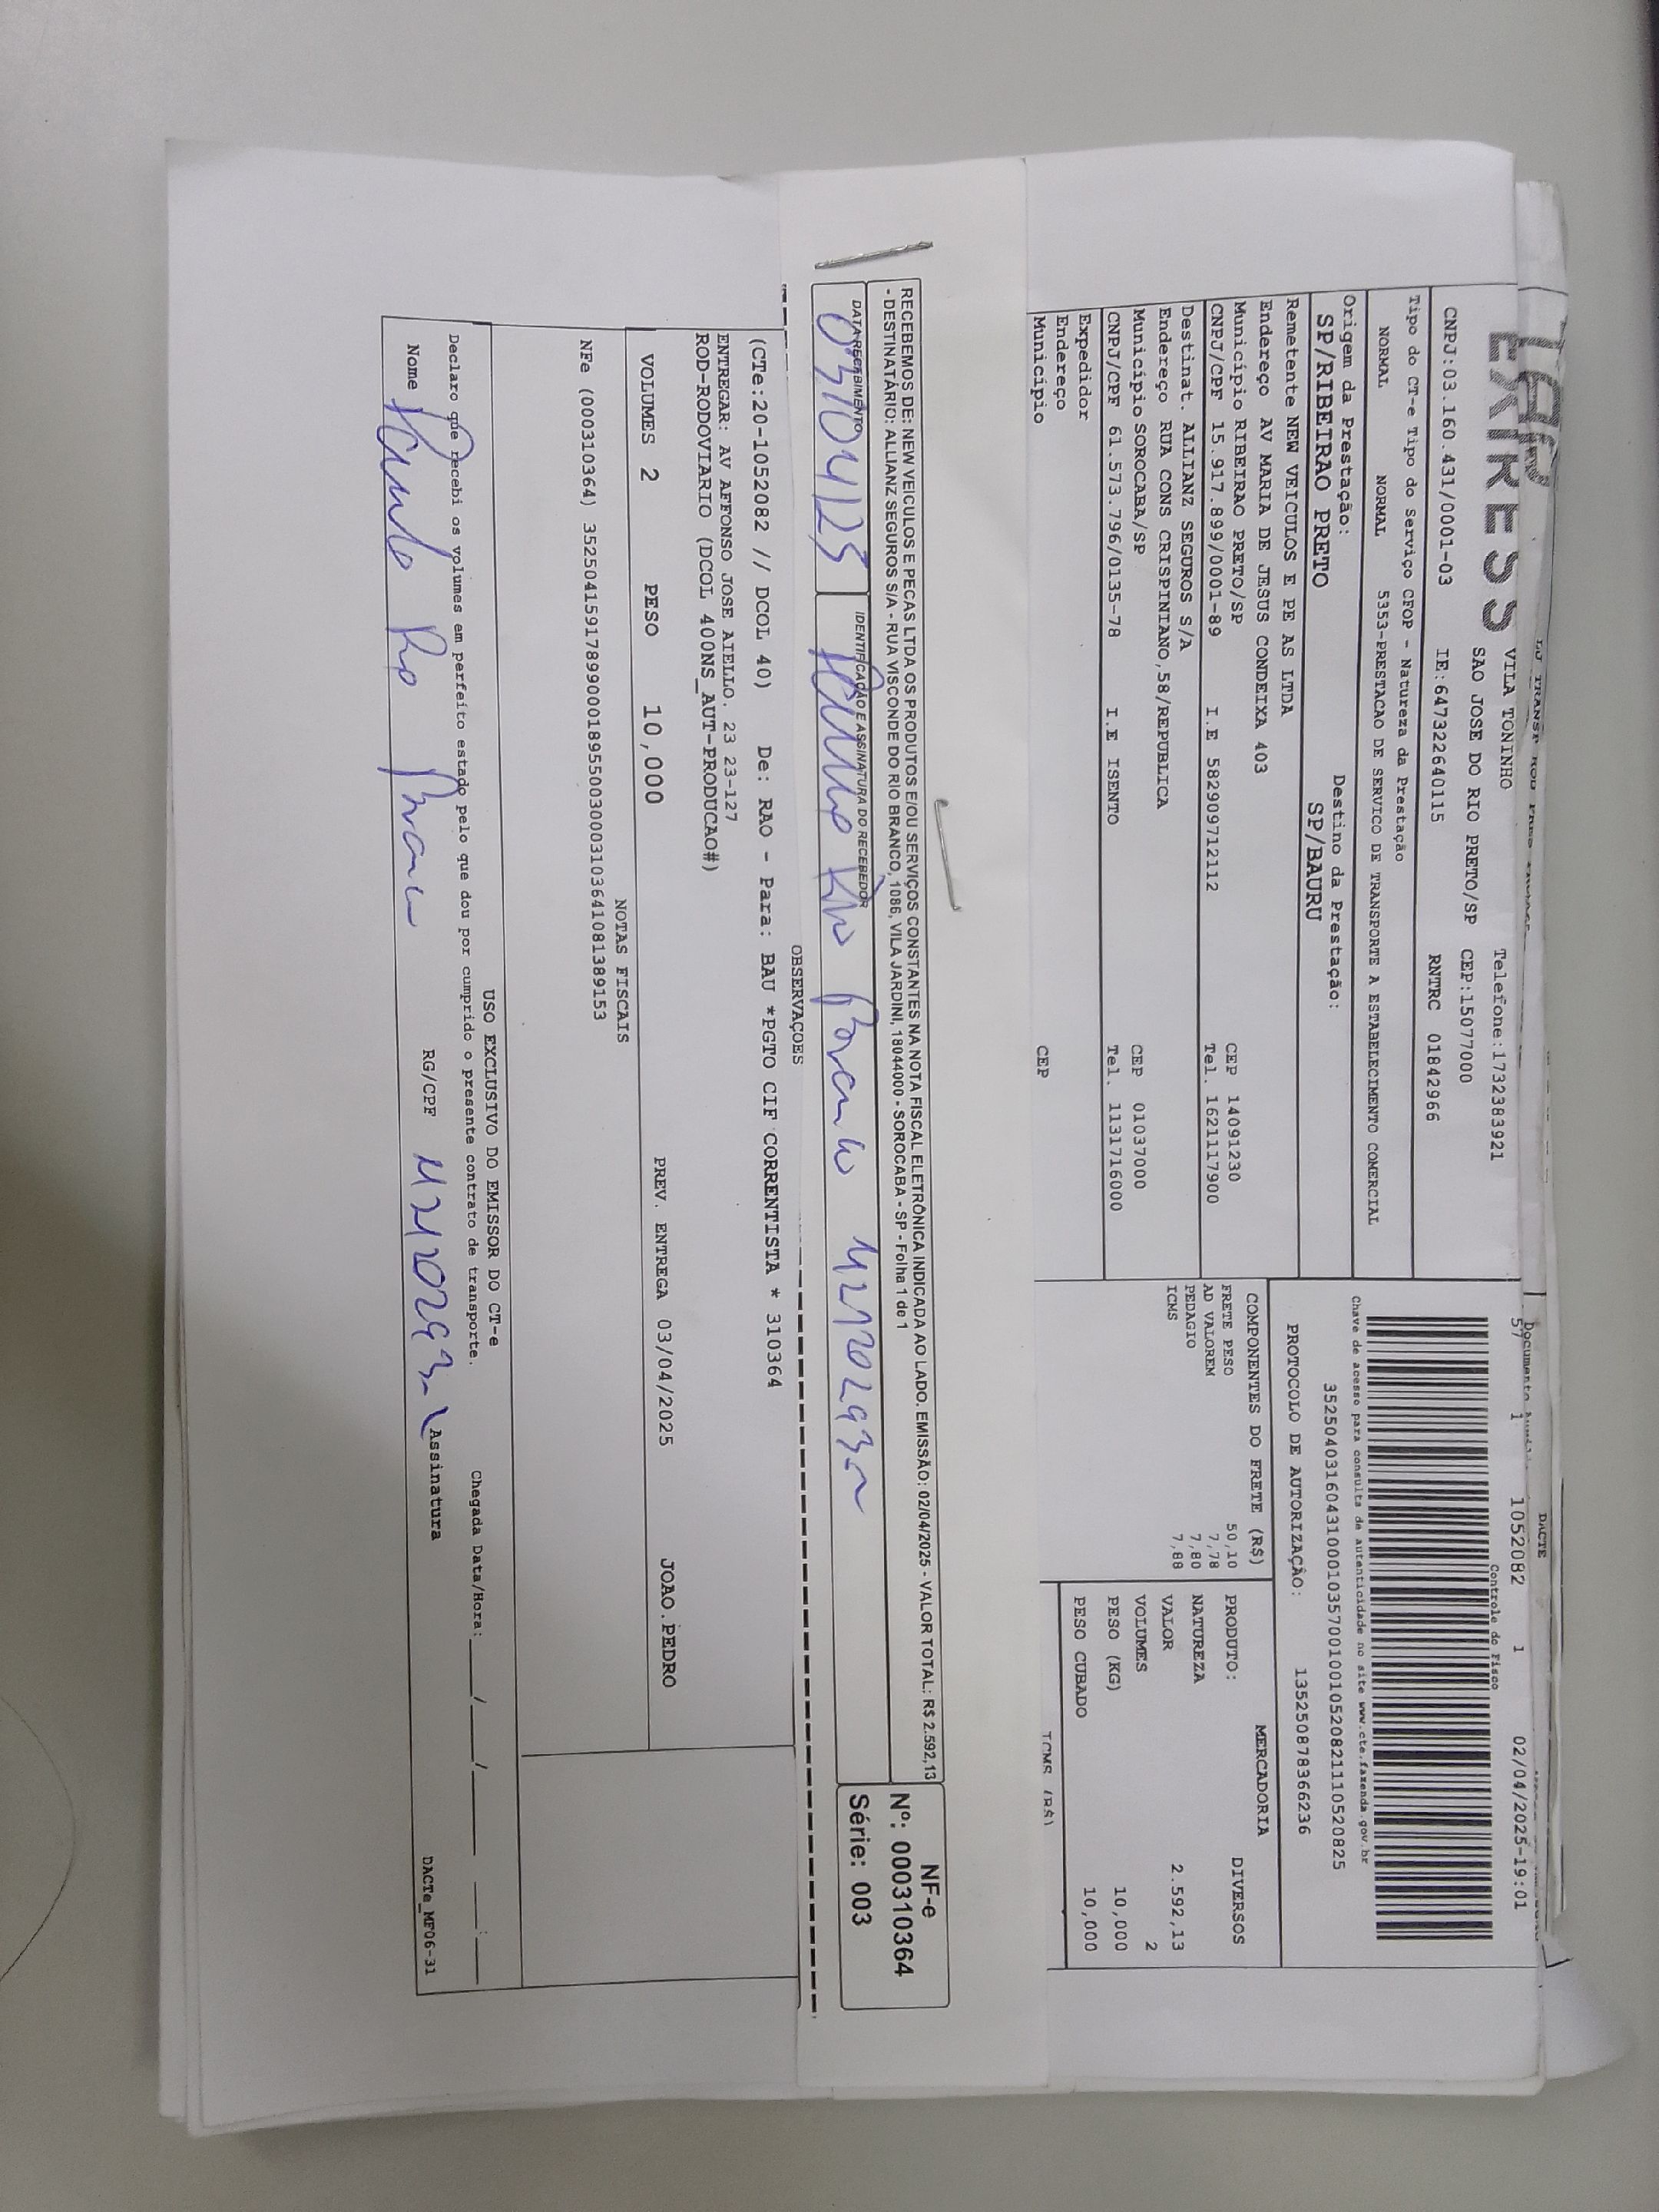 EXPRESS
VILA TONINHO Telefone:1732383921
SAO JOSE DO RIO PRETO/SP CEP:15077000
CNPJ:03.160.431/0001-03 IE:647322640115 RNTRC 01842966
Tipo do CT-e Tipo do Serviço CFOP - Natureza da Prestação
NORMAL NORMAL 5353-PRESTACAO DE SERVICO DE TRANSPORTE A ESTABELECIMENTO COMERCIAL
Origem da Prestação: Destino da Prestação:
SP/RIBEIRAO PRETO SP/BAURU
Remetente NEW VEICULOS E PE AS LTDA
Endereço AV MARIA DE JESUS CONDEIXA 403
Município RIBEIRAO PRETO/SP CEP 14091230
CNPJ/CPF 15.917.899/0001-89 I.E 582909712112 Tel. 1621117900
Destinat. ALLIANZ SEGUROS S/A
Endereço RUA CONS CRISPINIANO,58/REPUBLICA
Município SOROCABA/SP CEP 01037000
CNPJ/CPF 61.573.796/0135-78 I.E ISENTO Tel. 1131716000
Expedidor
Endereço
Município CEP
DACTE
57 1 1052082 1 02/04/2025-19:01
Controle do Fisco
Chave de acesso para consulta de autenticidade no site www.cte.fazenda.gov.br
35250403160431000103570010010520821110520825
PROTOCOLO DE AUTORIZAÇÃO: 135250878366236
COMPONENTES DO FRETE (R$)
FRETE PESO 50,10
AD VALOREM 7,78
PEDAGIO 7,80
ICMS 7,88
MERCADORIA
PRODUTO: DIVERSOS
NATUREZA
VALOR 2.592,13
VOLUMES 2
PESO (KG) 10,000
PESO CUBADO 10,000
RECEBEMOS DE: NEW VEICULOS E PECAS LTDA OS PRODUTOS E/OU SERVIÇOS CONSTANTES NA NOTA FISCAL ELETRÔNICA INDICADA AO LADO. EMISSÃO: 02/04/2025 - VALOR TOTAL: R$ 2.592,13
- DESTINATÁRIO: ALLIANZ SEGUROS S/A - RUA VISCONDE DO RIO BRANCO, 1086, VILA JARDINI, 18044000 - SOROCABA - SP - Folha 1 de 1
DATA RECEBIMENTO IDENTIFICAÇÃO E ASSINATURA DO RECEBEDOR
03/04/25
NF-e
Nº: 000310364
Série: 003
OBSERVAÇOES
(CTe:20-1052082 // DCOL 40) De: RAO - Para: BAU *PGTO CIF CORRENTISTA * 310364
ENTREGAR: AV AFFONSO JOSE AIELLO. 23 23-127
ROD-RODOVIARIO (DCOL 400NS_AUT-PRODUCAO#)
VOLUMES 2 PESO 10,000 PREV. ENTREGA 03/04/2025 JOAO.PEDRO
NOTAS FISCAIS
NFe (000310364) 35250415917899000189550030003103641081389153
USO EXCLUSIVO DO EMISSOR DO CT-e
Declaro que recebi os volumes em perfeito estado pelo que dou por cumprido o presente contrato de transporte. Chegada Data/Hora:____/____/____ ___:___
Nome RG/CPF Assinatura DACTe_MF06-31